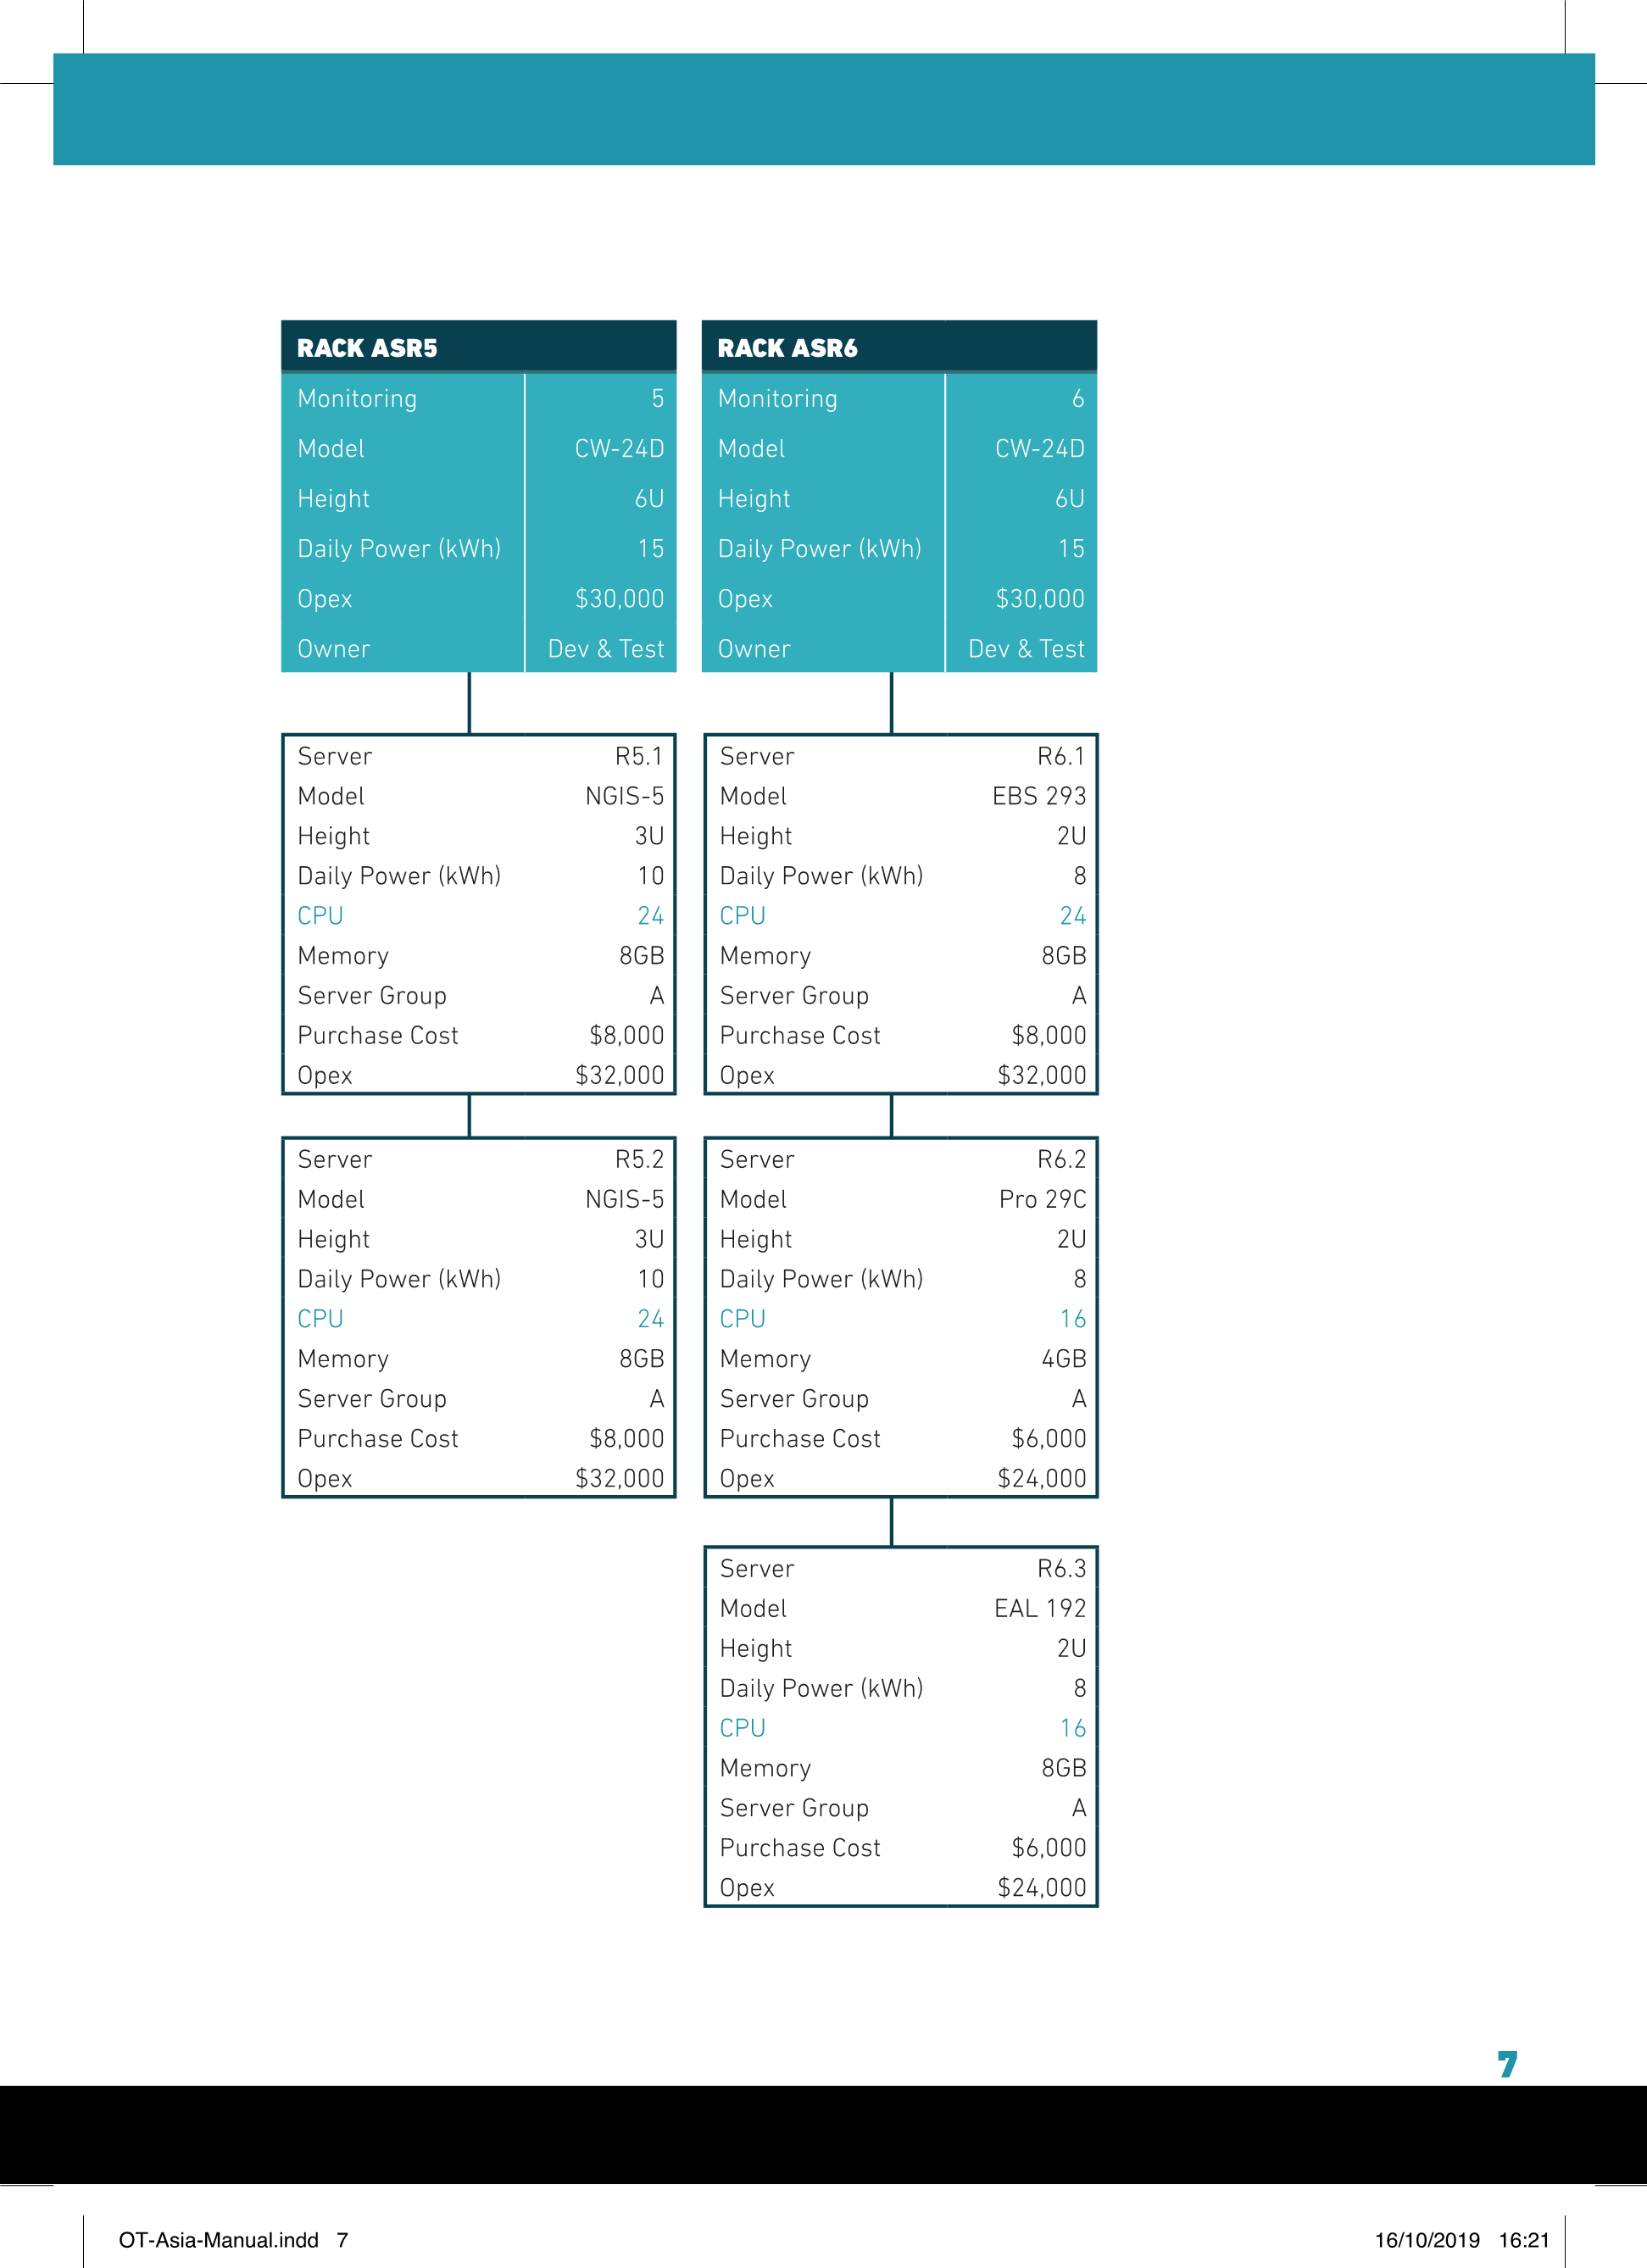 RACK ASR5
Monitoring 5
Model CW-24D
Height 6U
Daily Power (kWh) 15
Opex $30,000
Owner Dev & Test
Server R5.1
Model NGIS-5
Height 3U
Daily Power (kWh) 10
CPU 24
Memory 8GB
Server Group A
Purchase Cost $8,000
Opex $32,000
Server R5.2
Model NGIS-5
Height 3U
Daily Power (kWh) 10
CPU 24
Memory 8GB
Server Group A
Purchase Cost $8,000
Opex $32,000
RACK ASR6
Monitoring 6
Model CW-24D
Height 6U
Daily Power (kWh) 15
Opex $30,000
Owner Dev & Test
Server R6.1
Model EBS 293
Height 2U
Daily Power (kWh) 8
CPU 24
Memory 8GB
Server Group A
Purchase Cost $8,000
Opex $32,000
Server R6.2
Model Pro 29C
Height 2U
Daily Power (kWh) 8
CPU 16
Memory 4GB
Server Group A
Purchase Cost $6,000
Opex $24,000
Server R6.3
Model EAL 192
Height 2U
Daily Power (kWh) 8
CPU 16
Memory 8GB
Server Group A
Purchase Cost $6,000
Opex $24,000
7
OT-Asia-Manual.indd 7 16/10/2019 16:21